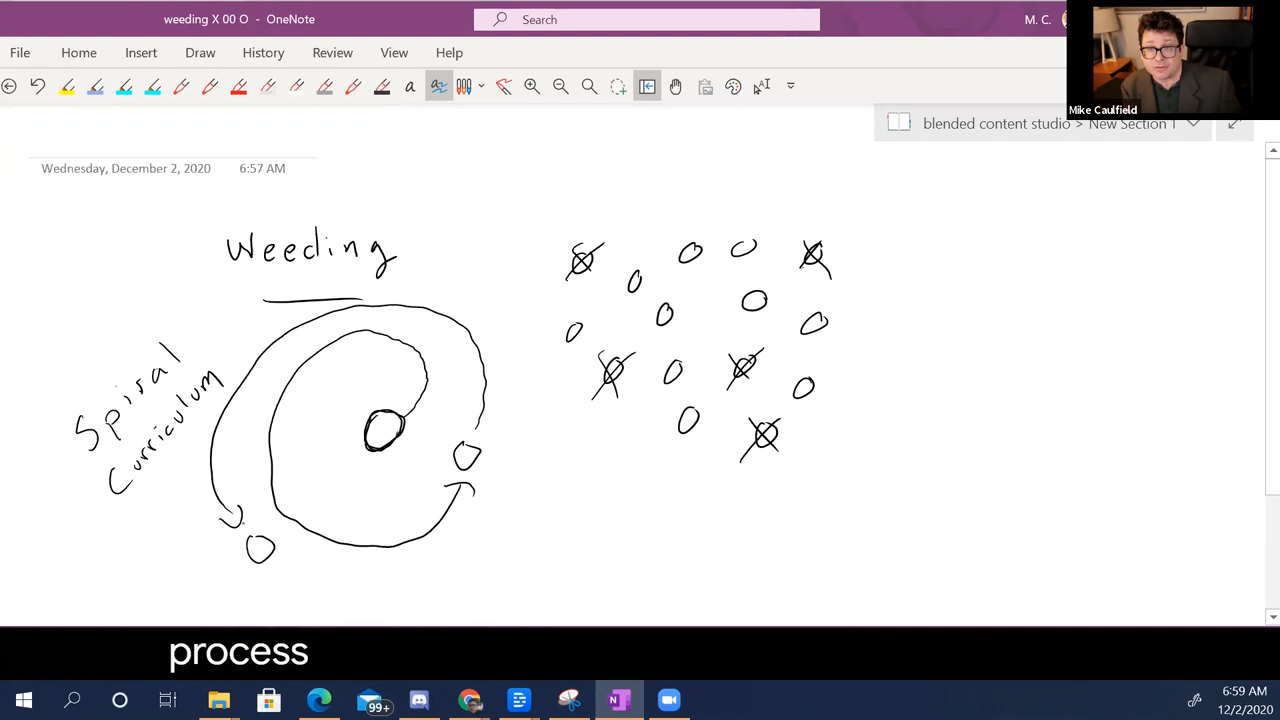 weeding X 00 O - OneNote
Search
M. C.
File Home Insert Draw History Review View Help
Mike Caulfield
blended content studio > New Section 1
Wednesday, December 2, 2020 6:57 AM
Weeding
Spiral
Curriculum
process
99+
6:59 AM
12/2/2020